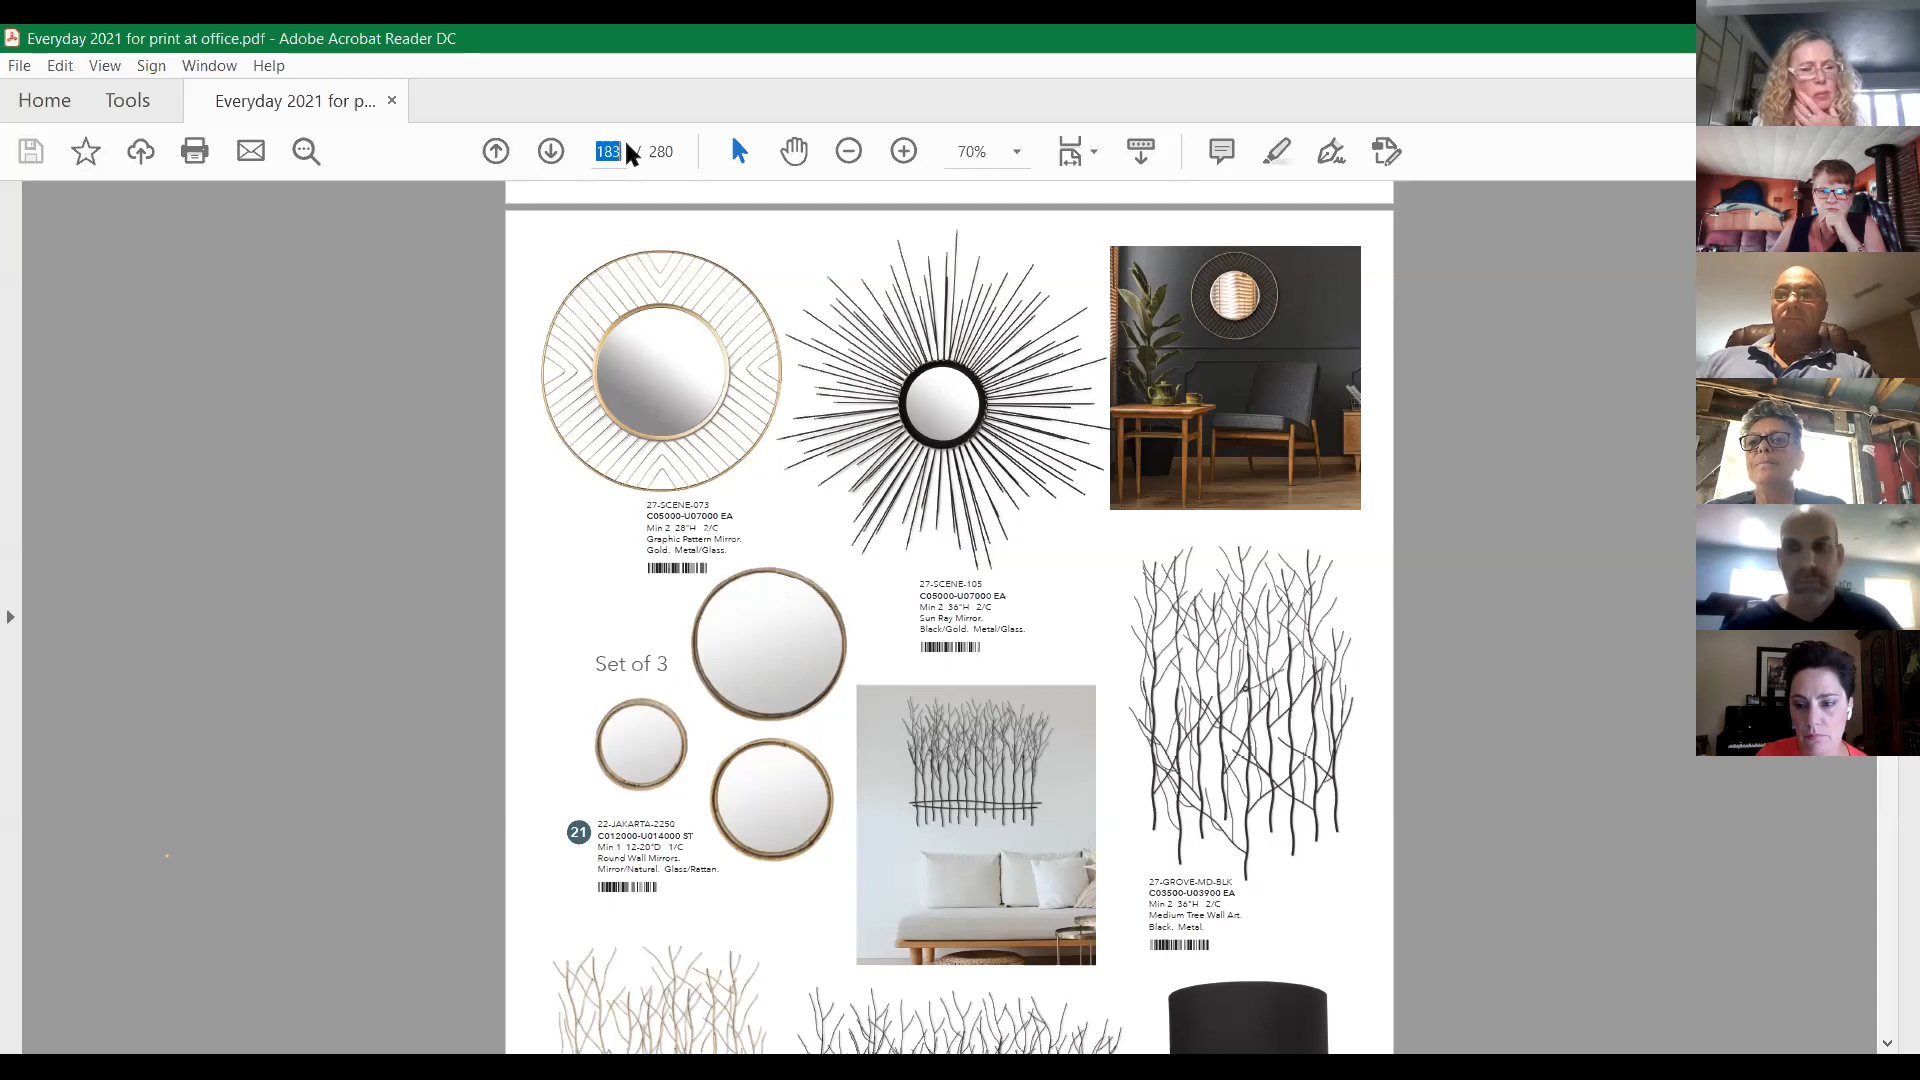 Everyday 2021 for print at office.pdf - Adobe Acrobat Reader DC
File Edit View Sign Window Help
Home Tools Everyday 2021 for p... ×
183 / 280 70%
27-SCENE-073
C05000-U07000 EA
Min 2 28"H 2/C
Graphic Pattern Mirror.
Gold. Metal/Glass.
27-SCENE-105
C05000-U07000 EA
Min 2 36"H 2/C
Sun Ray Mirror.
Black/Gold. Metal/Glass.
Set of 3
21
22-JAKARTA-2250
C012000-U014000 ST
Min 1 12-20"D 1/C
Round Wall Mirrors.
Mirror/Natural. Glass/Rattan.
27-GROVE-MD-BLK
C03500-U03900 EA
Min 2 36"H 2/C
Medium Tree Wall Art.
Black. Metal.